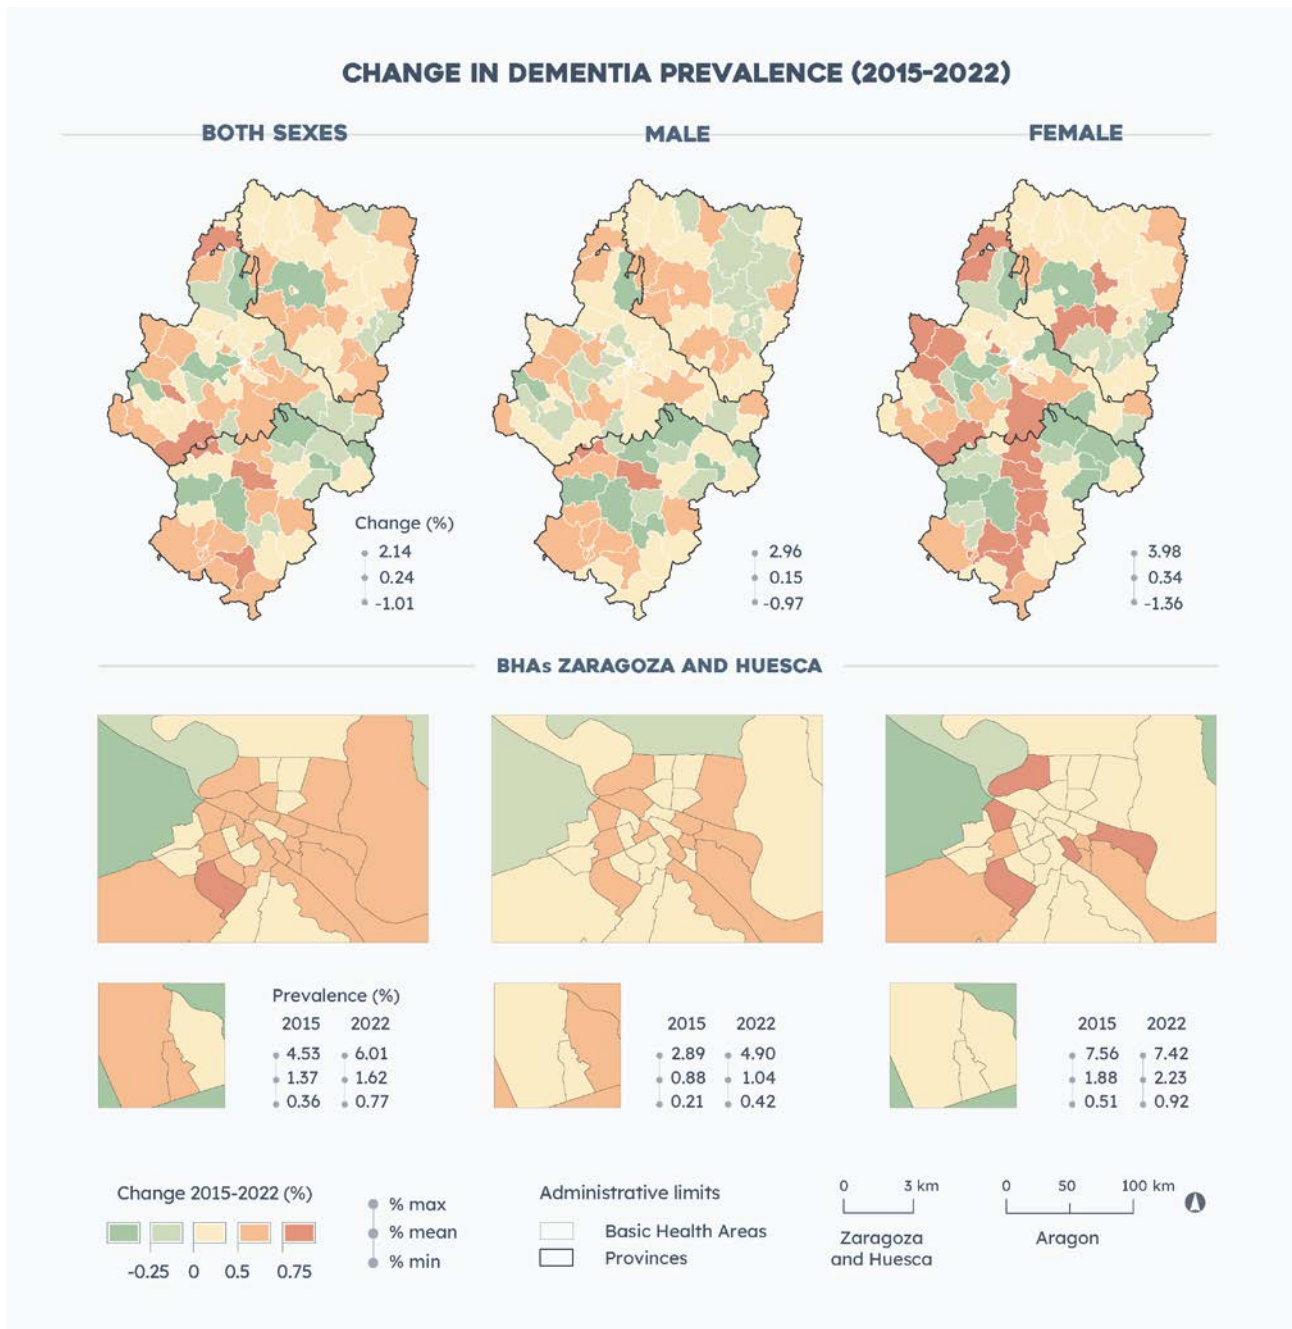 CHANGE IN DEMENTIA PREVALENCE (2015-2022)
BOTH SEXES
MALE
FEMALE
Change (%)
2.14
0.24
-1.01
2.96
0.15
-0.97
3.98
0.34
-1.36
BHAs ZARAGOZA AND HUESCA
Prevalence (%)
2015 2022
4.53 6.01
1.37 1.62
0.36 0.77
2015 2022
2.89 4.90
0.88 1.04
0.21 0.42
2015 2022
7.56 7.42
1.88 2.23
0.51 0.92
Change 2015-2022 (%)
-0.25 0 0.5 0.75
% max
% mean
% min
Administrative limits
Basic Health Areas
Provinces
0 3 km
Zaragoza
and Huesca
0 50 100 km
Aragon